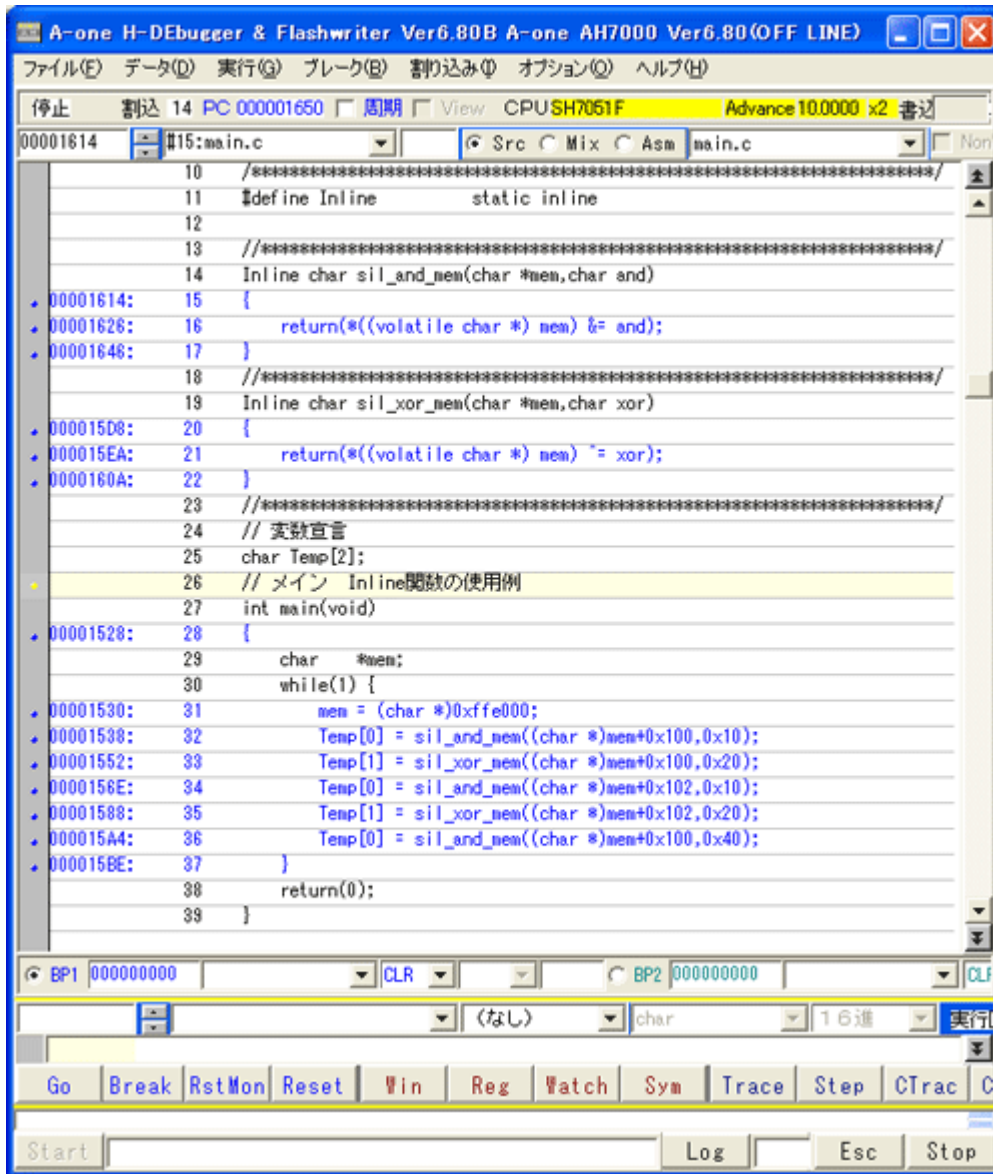 A-one H-DEbugger & Flashwriter Ver6.80B A-one AH7000 Ver6.80(OFF LINE)
ファイル(F) データ(D) 実行(G) ブレーク(B) 割り込み(I) オプション(O) ヘルプ(H)
停止 割込 14 PC 000001650 周期 View CPU SH7051F Advance 10.0000 x2 書込
00001614 #15:main.c Src Mix Asm main.c Non
10 /**********************************************************************/
11 #define Inline static inline
12
13 //*********************************************************************/
14 Inline char sil_and_mem(char *mem,char and)
00001614: 15 {
00001626: 16 return(*((volatile char *) mem) &= and);
00001646: 17 }
18 //*********************************************************************/
19 Inline char sil_xor_mem(char *mem,char xor)
000015D8: 20 {
000015EA: 21 return(*((volatile char *) mem) ^= xor);
0000160A: 22 }
23 //*********************************************************************/
24 // 変数宣言
25 char Temp[2];
26 // メイン Inline関数の使用例
27 int main(void)
00001528: 28 {
29 char *mem;
30 while(1) {
00001530: 31 mem = (char *)0xffe000;
00001538: 32 Temp[0] = sil_and_mem((char *)mem+0x100,0x10);
00001552: 33 Temp[1] = sil_xor_mem((char *)mem+0x100,0x20);
0000156E: 34 Temp[0] = sil_and_mem((char *)mem+0x102,0x10);
00001588: 35 Temp[1] = sil_xor_mem((char *)mem+0x102,0x20);
000015A4: 36 Temp[0] = sil_and_mem((char *)mem+0x100,0x40);
000015BE: 37 }
38 return(0);
39 }
BP1 000000000 CLR BP2 000000000 CLR
(なし) char 16進 実行
Go Break RstMon Reset Win Reg Watch Sym Trace Step CTrac C
Start Log Esc Stop